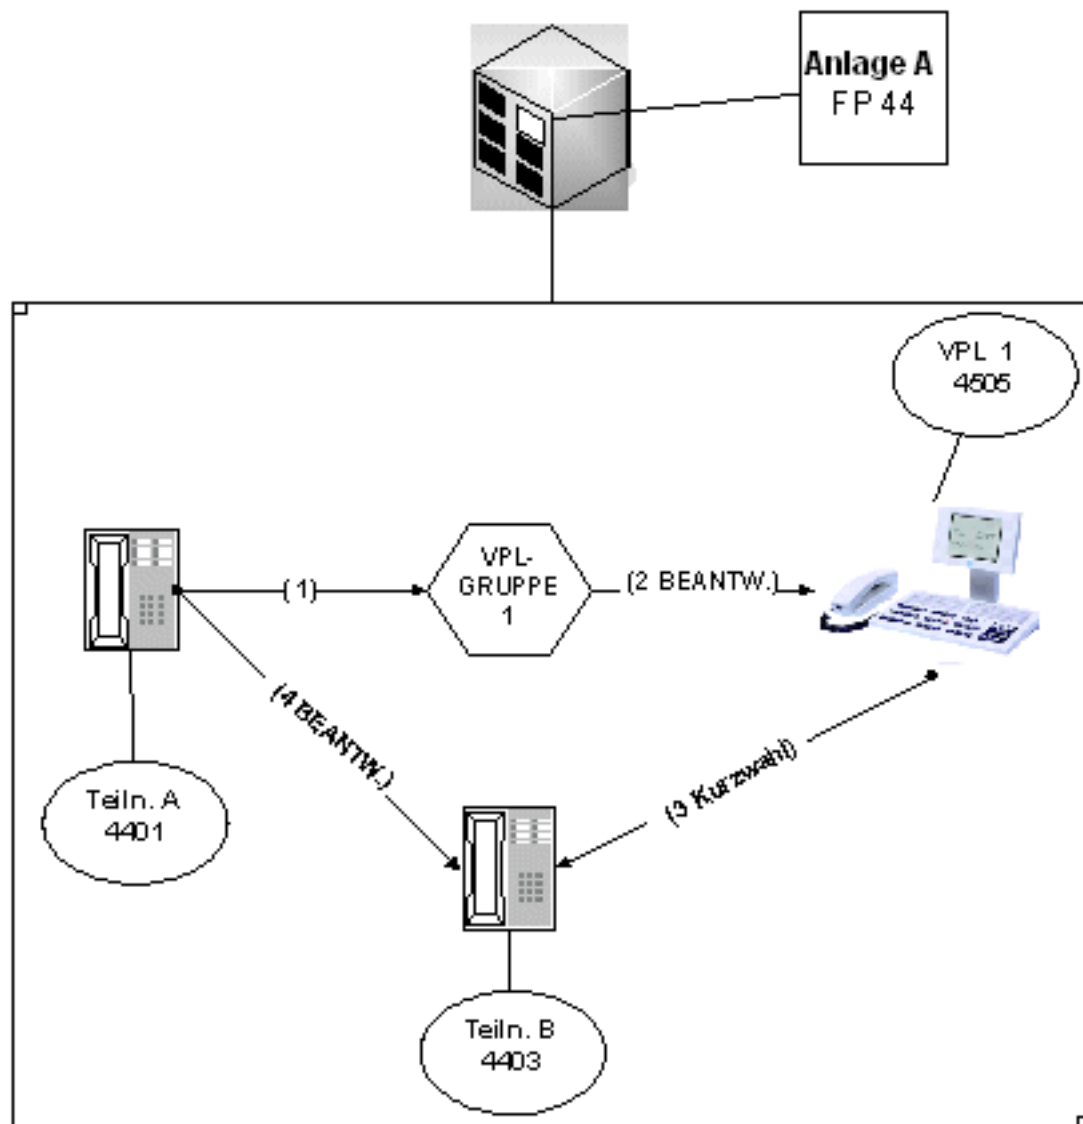 Anlage A
FP 44
VPL 1
4505
VPL-
GRUPPE
1
(1)
(2 BEANTW.)
(4 BEANTW.)
(3 Kurzwahl)
Teiln. A
4401
Teiln. B
4403